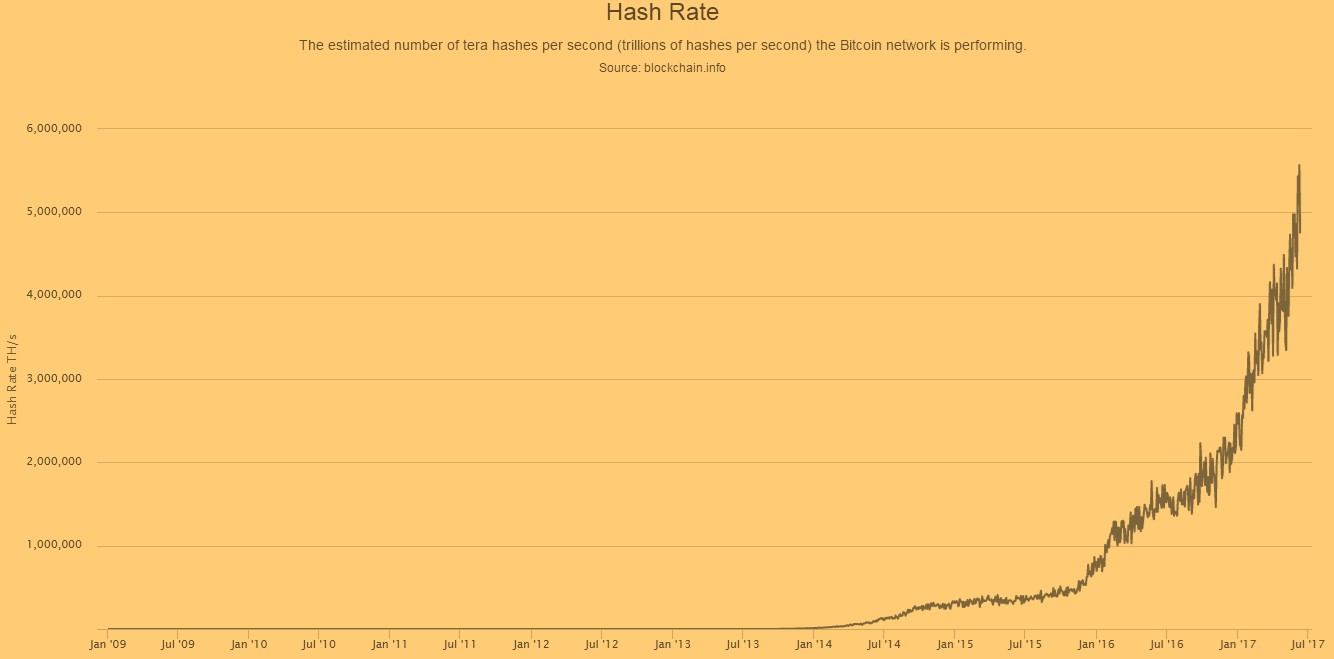 Hash Rate
The estimated number of tera hashes per second (trillions of hashes per second) the Bitcoin network is performing.
Source: blockchain.info
6,000,000
5,000,000
4,000,000
3,000,000
2,000,000
1,000,000
Hash Rate TH/s
Jan '09 Jul '09 Jan '10 Jul '10 Jan '11 Jul '11 Jan '12 Jul '12 Jan '13 Jul '13 Jan '14 Jul '14 Jan '15 Jul '15 Jan '16 Jul '16 Jan '17 Jul '17